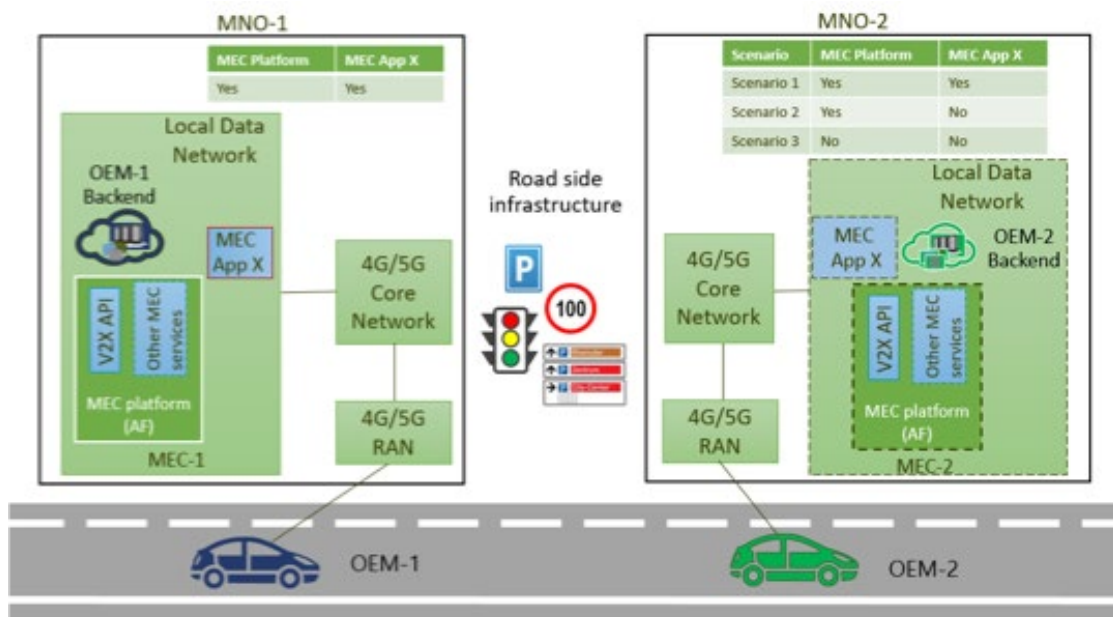 MNO-1
MEC Platform MEC App X
Yes Yes
Local Data
Network
OEM-1
Backend
MEC
App X
V2X API
Other MEC
services
MEC platform
(AF)
MEC-1
4G/5G
Core
Network
4G/5G
RAN
Road side
infrastructure
P
100
P
P Zentrum
P City-Center
MNO-2
Scenario MEC Platform MEC App X
Scenario 1 Yes Yes
Scenario 2 Yes No
Scenario 3 No No
Local Data
Network
MEC
App X
OEM-2
Backend
4G/5G
Core
Network
V2X API
Other MEC
services
MEC platform
(AF)
MEC-2
4G/5G
RAN
OEM-1
OEM-2